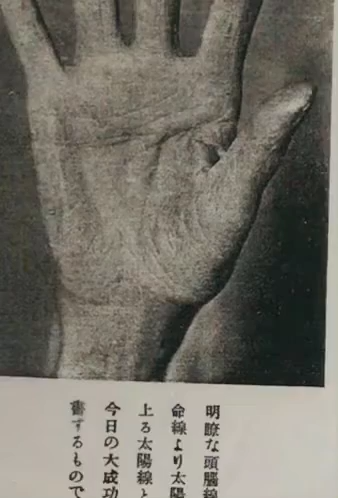 明瞭な頭腦線
命線より太陽
上る太陽線と
今日の大成功
書するもので